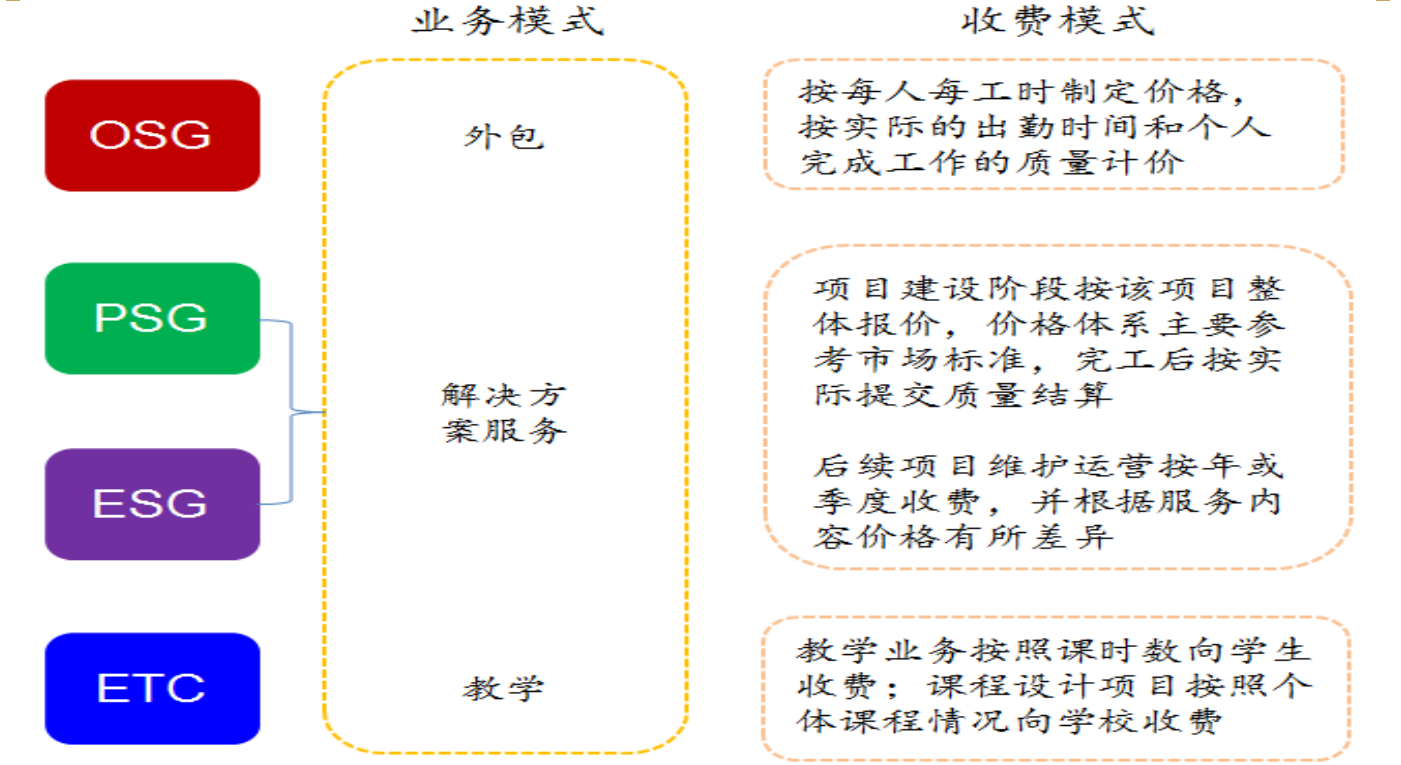 业务模式
收费模式
OSG
外包
按每人每工时制定价格，
按实际的出勤时间和个人
完成工作的质量计价
PSG
ESG
解决方
案服务
项目建设阶段按该项目整
体报价，价格体系主要参
考市场标准，完工后按实
际提交质量结算
后续项目维护运营按年或
季度收费，并根据服务内
容价格有所差异
ETC
教学
教学业务按照课时数向学生
收费；课程设计项目按照个
体课程情况向学校收费